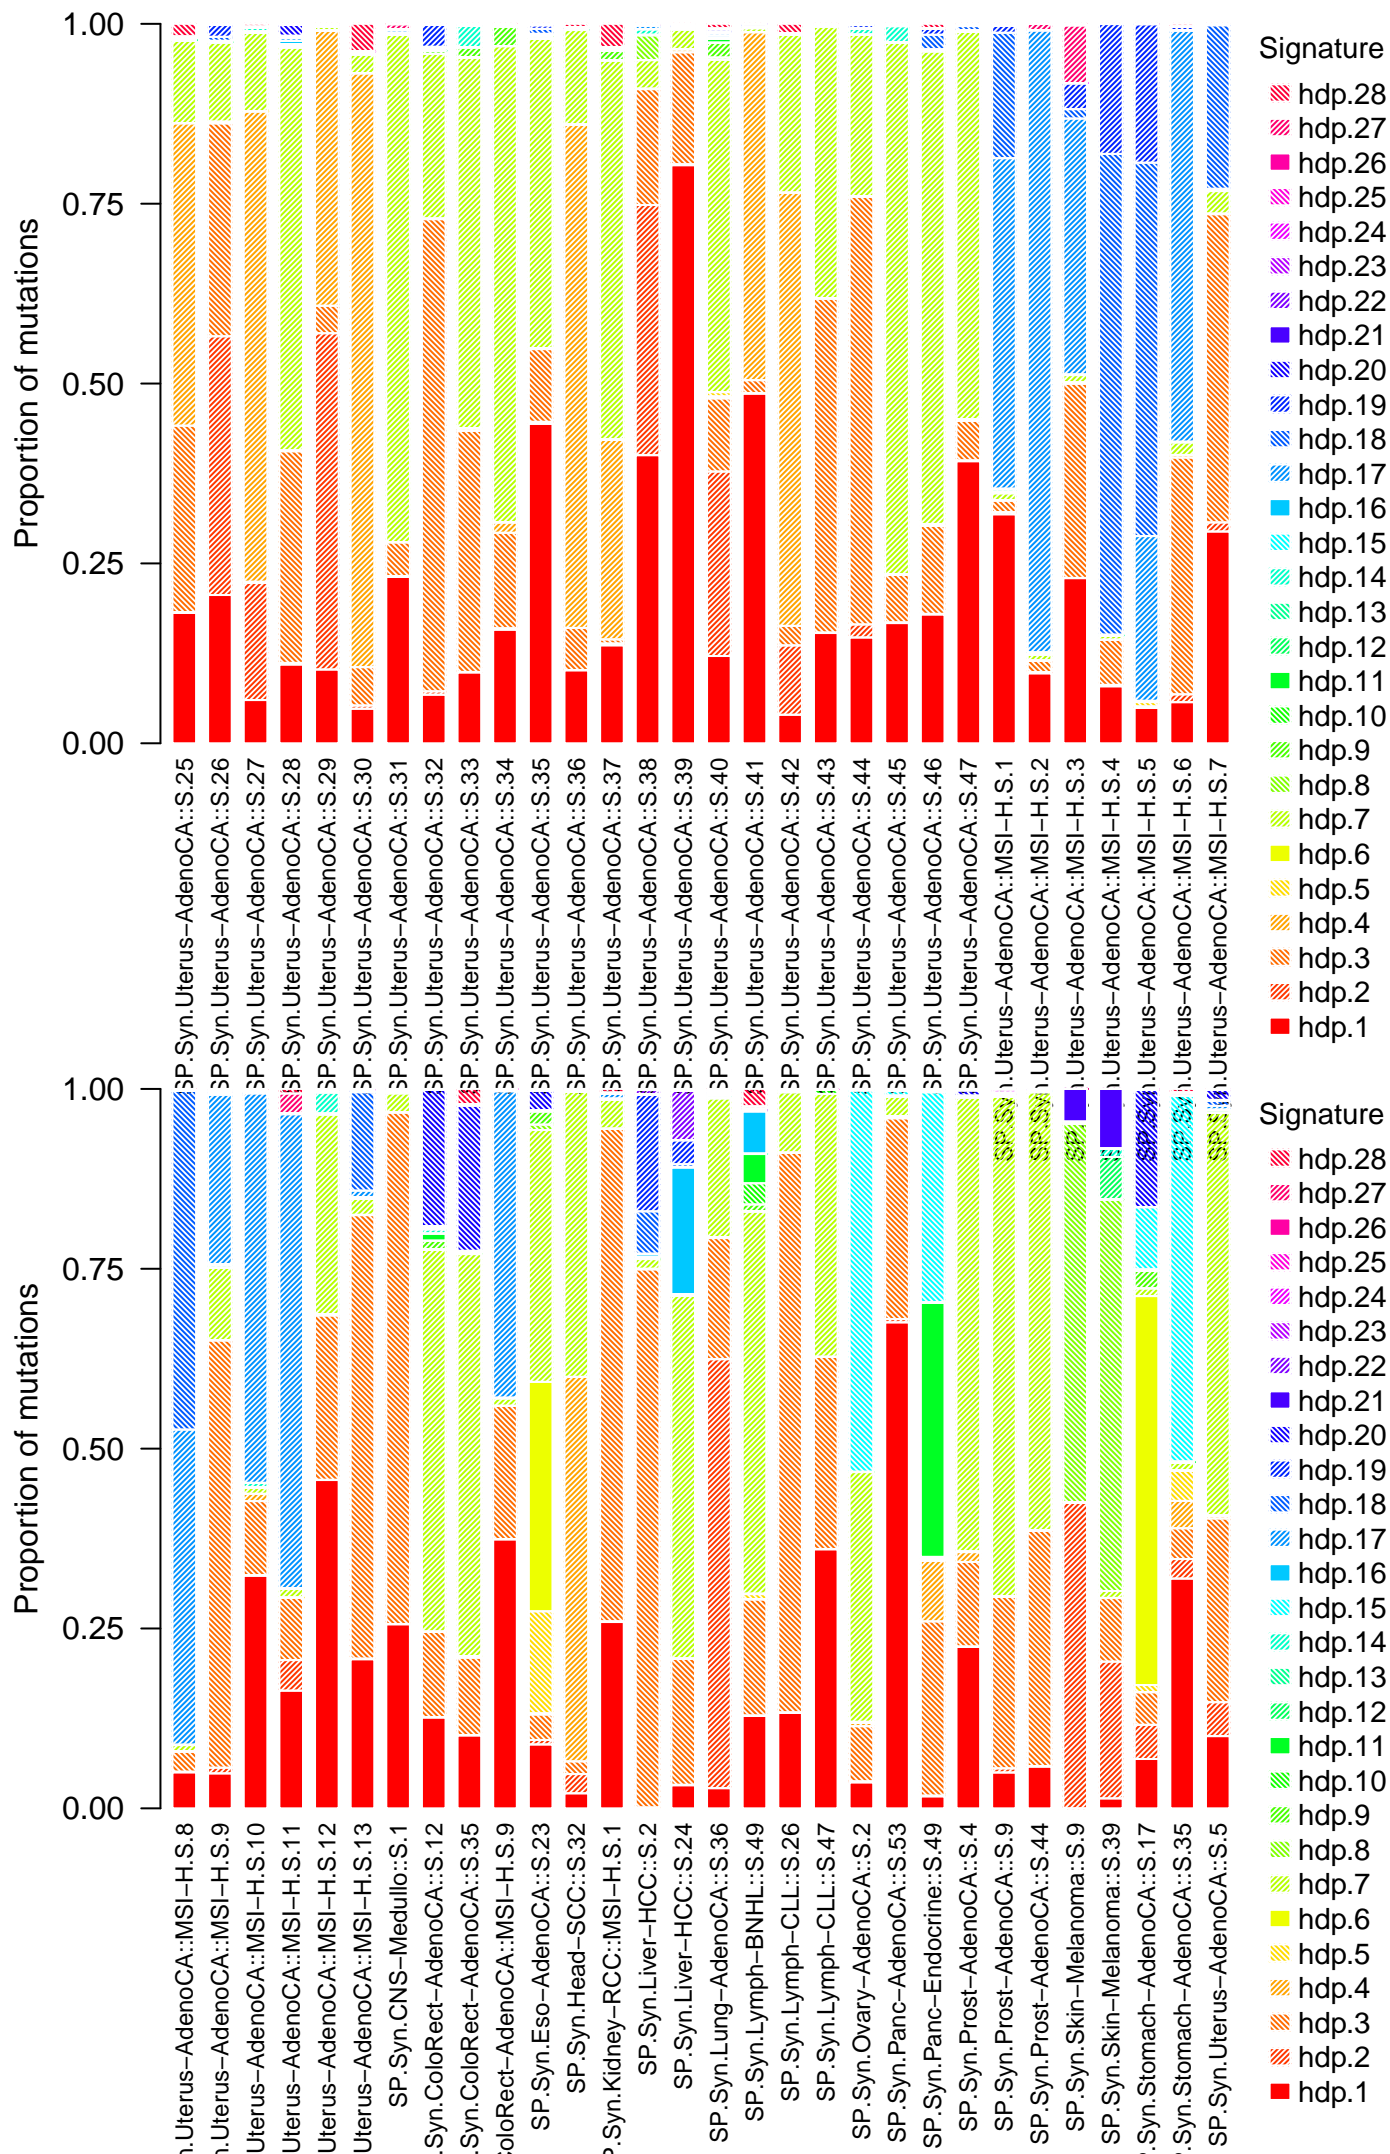 Proportion of mutations
1.00
0.75
0.50
0.25
0.00
SP.Syn.Uterus−AdenoCA::S.25
SP.Syn.Uterus−AdenoCA::S.26
SP.Syn.Uterus−AdenoCA::S.27
SP.Syn.Uterus−AdenoCA::S.28
SP.Syn.Uterus−AdenoCA::S.29
SP.Syn.Uterus−AdenoCA::S.30
SP.Syn.Uterus−AdenoCA::S.31
SP.Syn.Uterus−AdenoCA::S.32
SP.Syn.Uterus−AdenoCA::S.33
SP.Syn.Uterus−AdenoCA::S.34
SP.Syn.Uterus−AdenoCA::S.35
SP.Syn.Uterus−AdenoCA::S.36
SP.Syn.Uterus−AdenoCA::S.37
SP.Syn.Uterus−AdenoCA::S.38
SP.Syn.Uterus−AdenoCA::S.39
SP.Syn.Uterus−AdenoCA::S.40
SP.Syn.Uterus−AdenoCA::S.41
SP.Syn.Uterus−AdenoCA::S.42
SP.Syn.Uterus−AdenoCA::S.43
SP.Syn.Uterus−AdenoCA::S.44
SP.Syn.Uterus−AdenoCA::S.45
SP.Syn.Uterus−AdenoCA::S.46
SP.Syn.Uterus−AdenoCA::S.47
SP.Syn.Uterus−AdenoCA::MSI−H.S.1
SP.Syn.Uterus−AdenoCA::MSI−H.S.2
SP.Syn.Uterus−AdenoCA::MSI−H.S.3
n.Uterus−AdenoCA::MSI−H.S.4
SP.Syn.Uterus−AdenoCA::MSI−H.S.5
SP.Syn.Uterus−AdenoCA::MSI−H.S.6
SP.Syn.Uterus−AdenoCA::MSI−H.S.7
Signature
hdp.28
hdp.27
hdp.26
hdp.25
hdp.24
hdp.23
hdp.22
hdp.21
hdp.20
hdp.19
hdp.18
hdp.17
hdp.16
hdp.15
hdp.14
hdp.13
hdp.12
hdp.11
hdp.10
hdp.9
hdp.8
hdp.7
hdp.6
hdp.5
hdp.4
hdp.3
hdp.2
hdp.1
Proportion of mutations
1.00
0.75
0.50
0.25
0.00
n.Uterus−AdenoCA::MSI−H.S.8
n.Uterus−AdenoCA::MSI−H.S.9
Uterus−AdenoCA::MSI−H.S.10
Uterus−AdenoCA::MSI−H.S.11
Uterus−AdenoCA::MSI−H.S.12
Uterus−AdenoCA::MSI−H.S.13
SP.Syn.CNS−Medullo::S.1
.Syn.ColoRect−AdenoCA::S.12
.Syn.ColoRect−AdenoCA::S.35
ColoRect−AdenoCA::MSI−H.S.9
SP.Syn.Eso−AdenoCA::S.23
SP.Syn.Head−SCC::S.32
P.Syn.Kidney−RCC::MSI−H.S.1
SP.Syn.Liver−HCC::S.2
SP.Syn.Liver−HCC::S.24
SP.Syn.Lung−AdenoCA::S.36
SP.Syn.Lymph−BNHL::S.49
SP.Syn.Lymph−CLL::S.26
SP.Syn.Lymph−CLL::S.47
SP.Syn.Ovary−AdenoCA::S.2
SP.Syn.Panc−AdenoCA::S.53
SP.Syn.Panc−Endocrine::S.49
SP.Syn.Prost−AdenoCA::S.4
SP.Syn.Prost−AdenoCA::S.9
SP.Syn.Prost−AdenoCA::S.44
SP.Syn.Skin−Melanoma::S.9
SP.Syn.Skin−Melanoma::S.39
.Syn.Stomach−AdenoCA::S.17
.Syn.Stomach−AdenoCA::S.35
SP.Syn.Uterus−AdenoCA::S.5
Signature
hdp.28
hdp.27
hdp.26
hdp.25
hdp.24
hdp.23
hdp.22
hdp.21
hdp.20
hdp.19
hdp.18
hdp.17
hdp.16
hdp.15
hdp.14
hdp.13
hdp.12
hdp.11
hdp.10
hdp.9
hdp.8
hdp.7
hdp.6
hdp.5
hdp.4
hdp.3
hdp.2
hdp.1